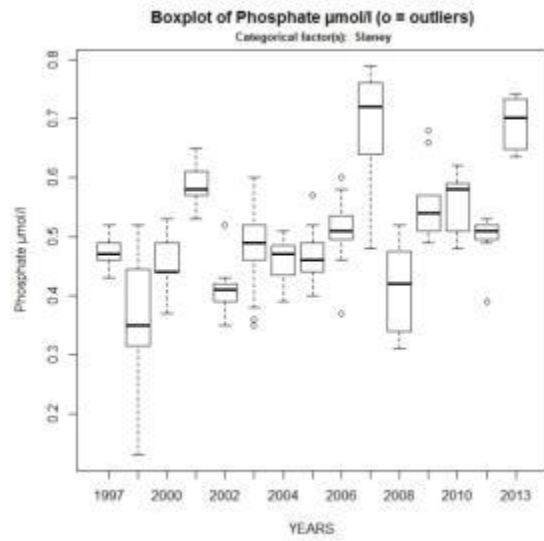 Boxplot of Phosphate µmol/l (o = outliers)
Categorical factor(s): Slaney
Phosphate µmol/l
0.8
0.7
0.6
0.5
0.4
0.3
0.2
1997 2000 2002 2004 2006 2008 2010 2013
YEARS